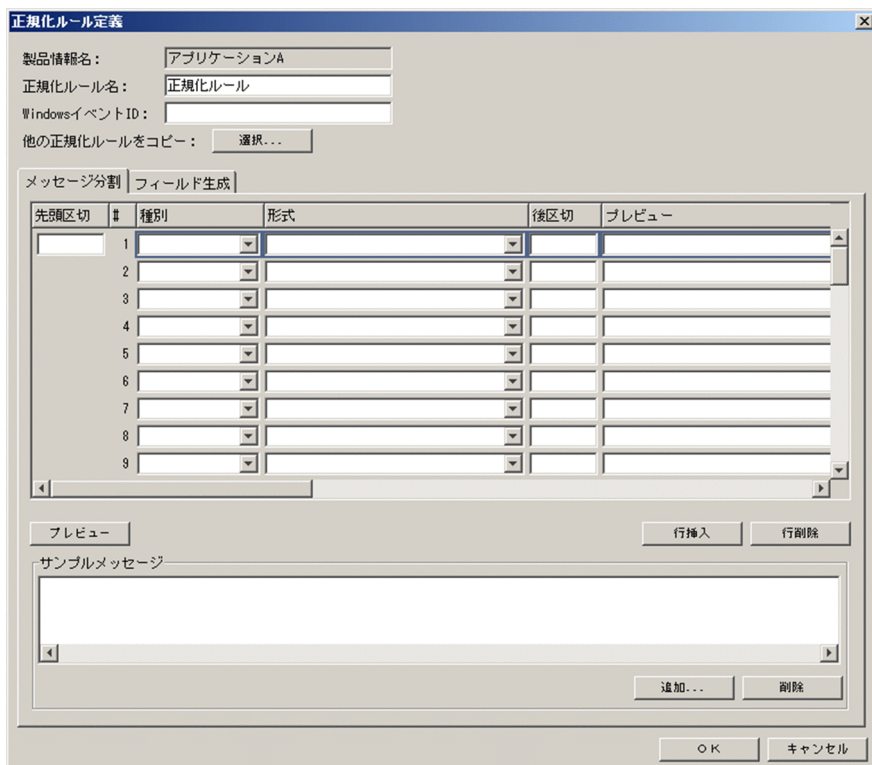 正規化ルール定義
製品情報名： アプリケーションA
正規化ルール名： 正規化ルール
WindowsイベントID：
他の正規化ルールをコピー： 選択...
メッセージ分割 フィールド生成
先頭区切 # 種別 形式 後区切 プレビュー
1
2
3
4
5
6
7
8
9
プレビュー 行挿入 行削除
サンプルメッセージ
追加... 削除
OK キャンセル